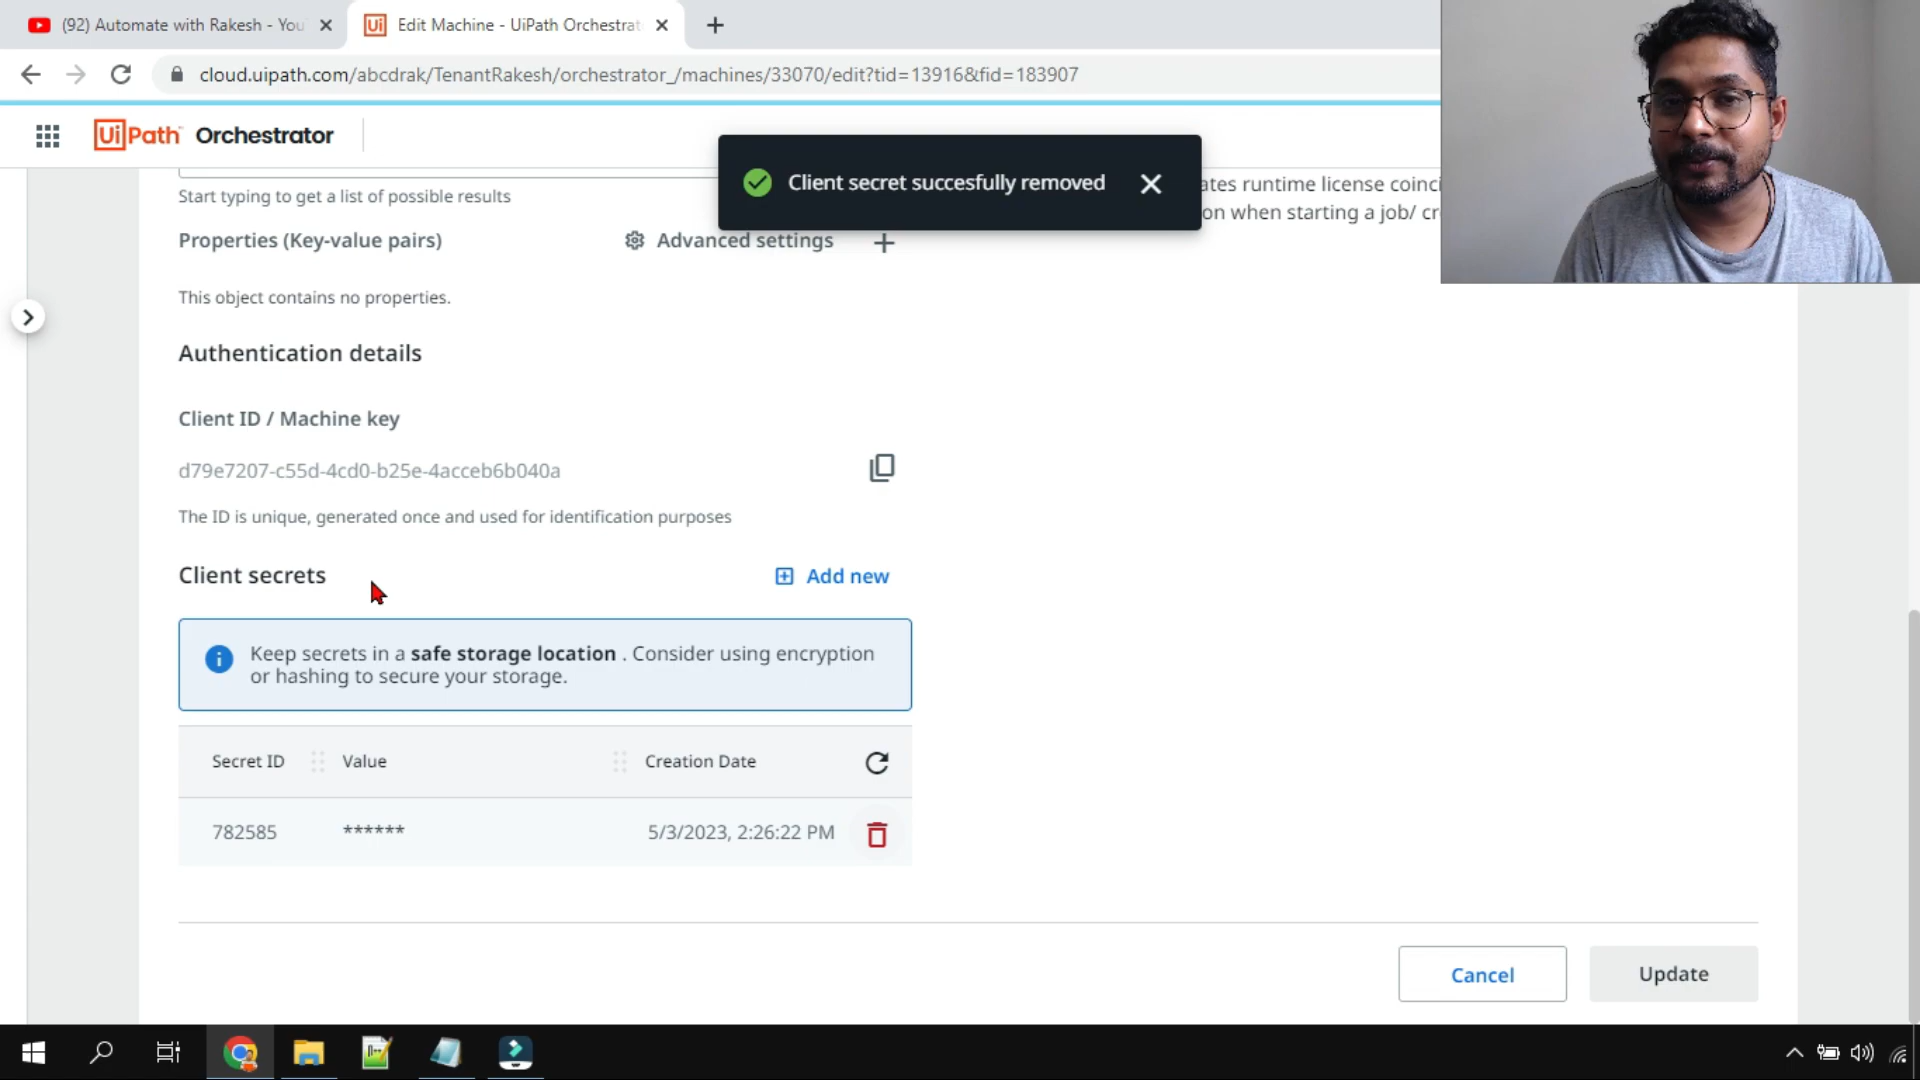 (92) Automate with Rakesh - You
Edit Machine - UiPath Orchestrat
cloud.uipath.com/abcdrak/TenantRakesh/orchestrator_/machines/33070/edit?tid=13916&fid=183907
UiPath Orchestrator
Client secret succesfully removed
ates runtime license coinci
Start typing to get a list of possible results
on when starting a job/ cr
Properties (Key-value pairs)
Advanced settings
This object contains no properties.
Authentication details
Client ID / Machine key
d79e7207-c55d-4cd0-b25e-4acceb6b040a
The ID is unique, generated once and used for identification purposes
Client secrets
Add new
Keep secrets in a safe storage location . Consider using encryption
or hashing to secure your storage.
Secret ID Value Creation Date
782585 ****** 5/3/2023, 2:26:22 PM
Cancel
Update